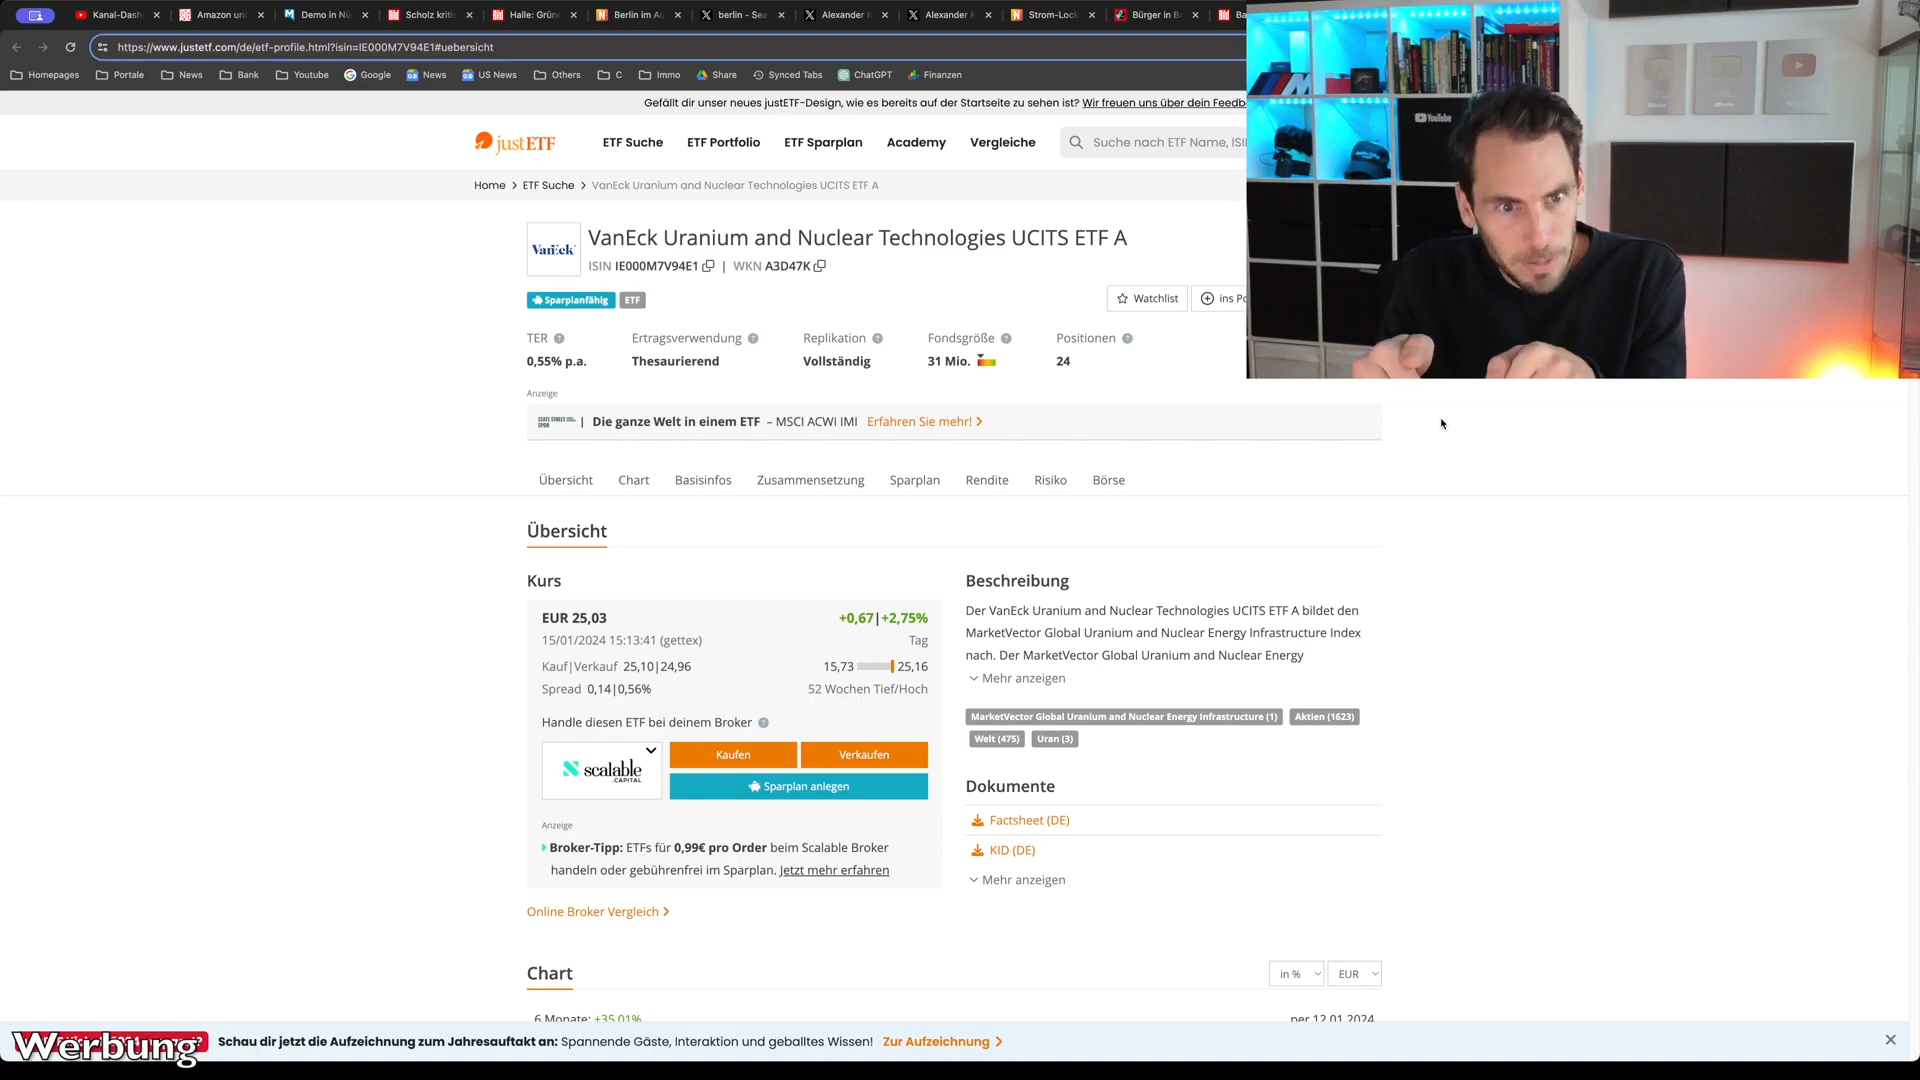 Kanal-Dash
Amazon und
Demo in Nü
Scholz kritis
Halle: Grüne
Berlin im Au
berlin - Sea
Alexander K
Alexander K
Strom-Lock
Bürger in B
Ba
https://www.justetf.com/de/etf-profile.html?isin=IE000M7V94E1#uebersicht
Homepages
Portale
News
Bank
Youtube
Google
News
US News
Others
C
Immo
Share
Synced Tabs
ChatGPT
Finanzen
Gefällt dir unser neues justETF-Design, wie es bereits auf der Startseite zu sehen ist? Wir freuen uns über dein Feedb
justETF
ETF Suche
ETF Portfolio
ETF Sparplan
Academy
Vergleiche
Suche nach ETF Name, ISI
YouTube
Home > ETF Suche > VanEck Uranium and Nuclear Technologies UCITS ETF A
VanEck
VanEck Uranium and Nuclear Technologies UCITS ETF A
ISIN IE000M7V94E1 | WKN A3D47K
Sparplanfähig
ETF
Watchlist
ins Po
TER
Ertragsverwendung
Replikation
Fondsgröße
Positionen
0,55% p.a.
Thesaurierend
Vollständig
31 Mio.
24
Anzeige
STATE STREET
SPDR
| Die ganze Welt in einem ETF – MSCI ACWI IMI Erfahren Sie mehr!
Übersicht
Chart
Basisinfos
Zusammensetzung
Sparplan
Rendite
Risiko
Börse
Übersicht
Kurs
EUR 25,03
+0,67|+2,75%
15/01/2024 15:13:41 (gettex)
Tag
Kauf|Verkauf 25,10|24,96
15,73
25,16
Spread 0,14|0,56%
52 Wochen Tief/Hoch
Handle diesen ETF bei deinem Broker
scalable
CAPITAL
Kaufen
Verkaufen
Sparplan anlegen
Anzeige
Broker-Tipp: ETFs für 0,99€ pro Order beim Scalable Broker
handeln oder gebührenfrei im Sparplan. Jetzt mehr erfahren
Online Broker Vergleich
Beschreibung
Der VanEck Uranium and Nuclear Technologies UCITS ETF A bildet den
MarketVector Global Uranium and Nuclear Energy Infrastructure Index
nach. Der MarketVector Global Uranium and Nuclear Energy
Mehr anzeigen
MarketVector Global Uranium and Nuclear Energy Infrastructure (1)
Aktien (1623)
Welt (475)
Uran (3)
Dokumente
Factsheet (DE)
KID (DE)
Mehr anzeigen
Chart
in %
EUR
6 Monate: +35,01%
per 12.01.2024
Werbung
Schau dir jetzt die Aufzeichnung zum Jahresauftakt an: Spannende Gäste, Interaktion und geballtes Wissen! Zur Aufzeichnung